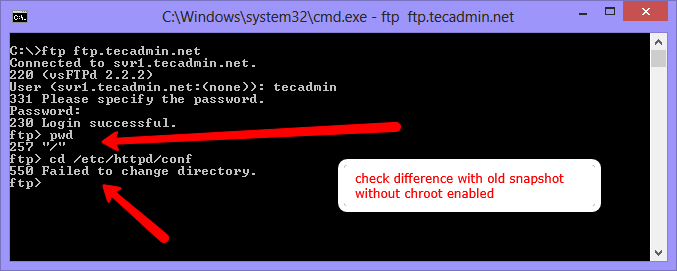 C:\Windows\system32\cmd.exe - ftp  ftp.tecadmin.net
C:\>ftp ftp.tecadmin.net
Connected to svr1.tecadmin.net.
220 (vsFTPd 2.2.2)
User (svr1.tecadmin.net:(none)): tecadmin
331 Please specify the password.
Password:
230 Login successful.
ftp> pwd
257 "/"
ftp> cd /etc/httpd/conf
550 Failed to change directory.
ftp>
check difference with old snapshot
without chroot enabled